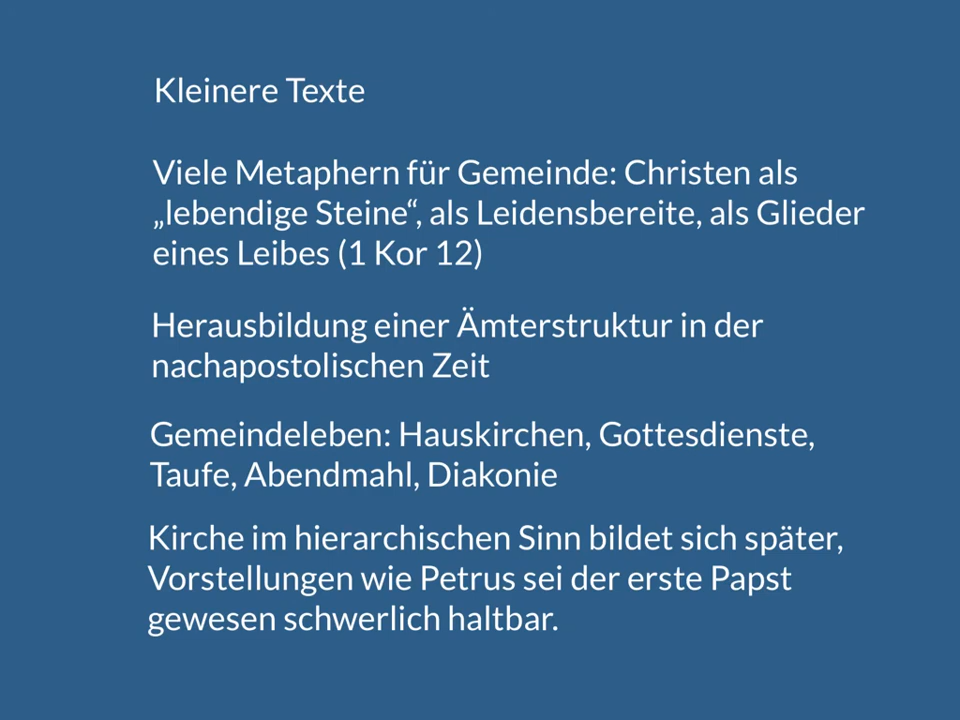 Kleinere Texte
Viele Metaphern für Gemeinde: Christen als
„lebendige Steine“, als Leidensbereite, als Glieder
eines Leibes (1 Kor 12)
Herausbildung einer Ämterstruktur in der
nachapostolischen Zeit
Gemeindeleben: Hauskirchen, Gottesdienste,
Taufe, Abendmahl, Diakonie
Kirche im hierarchischen Sinn bildet sich später,
Vorstellungen wie Petrus sei der erste Papst
gewesen schwerlich haltbar.